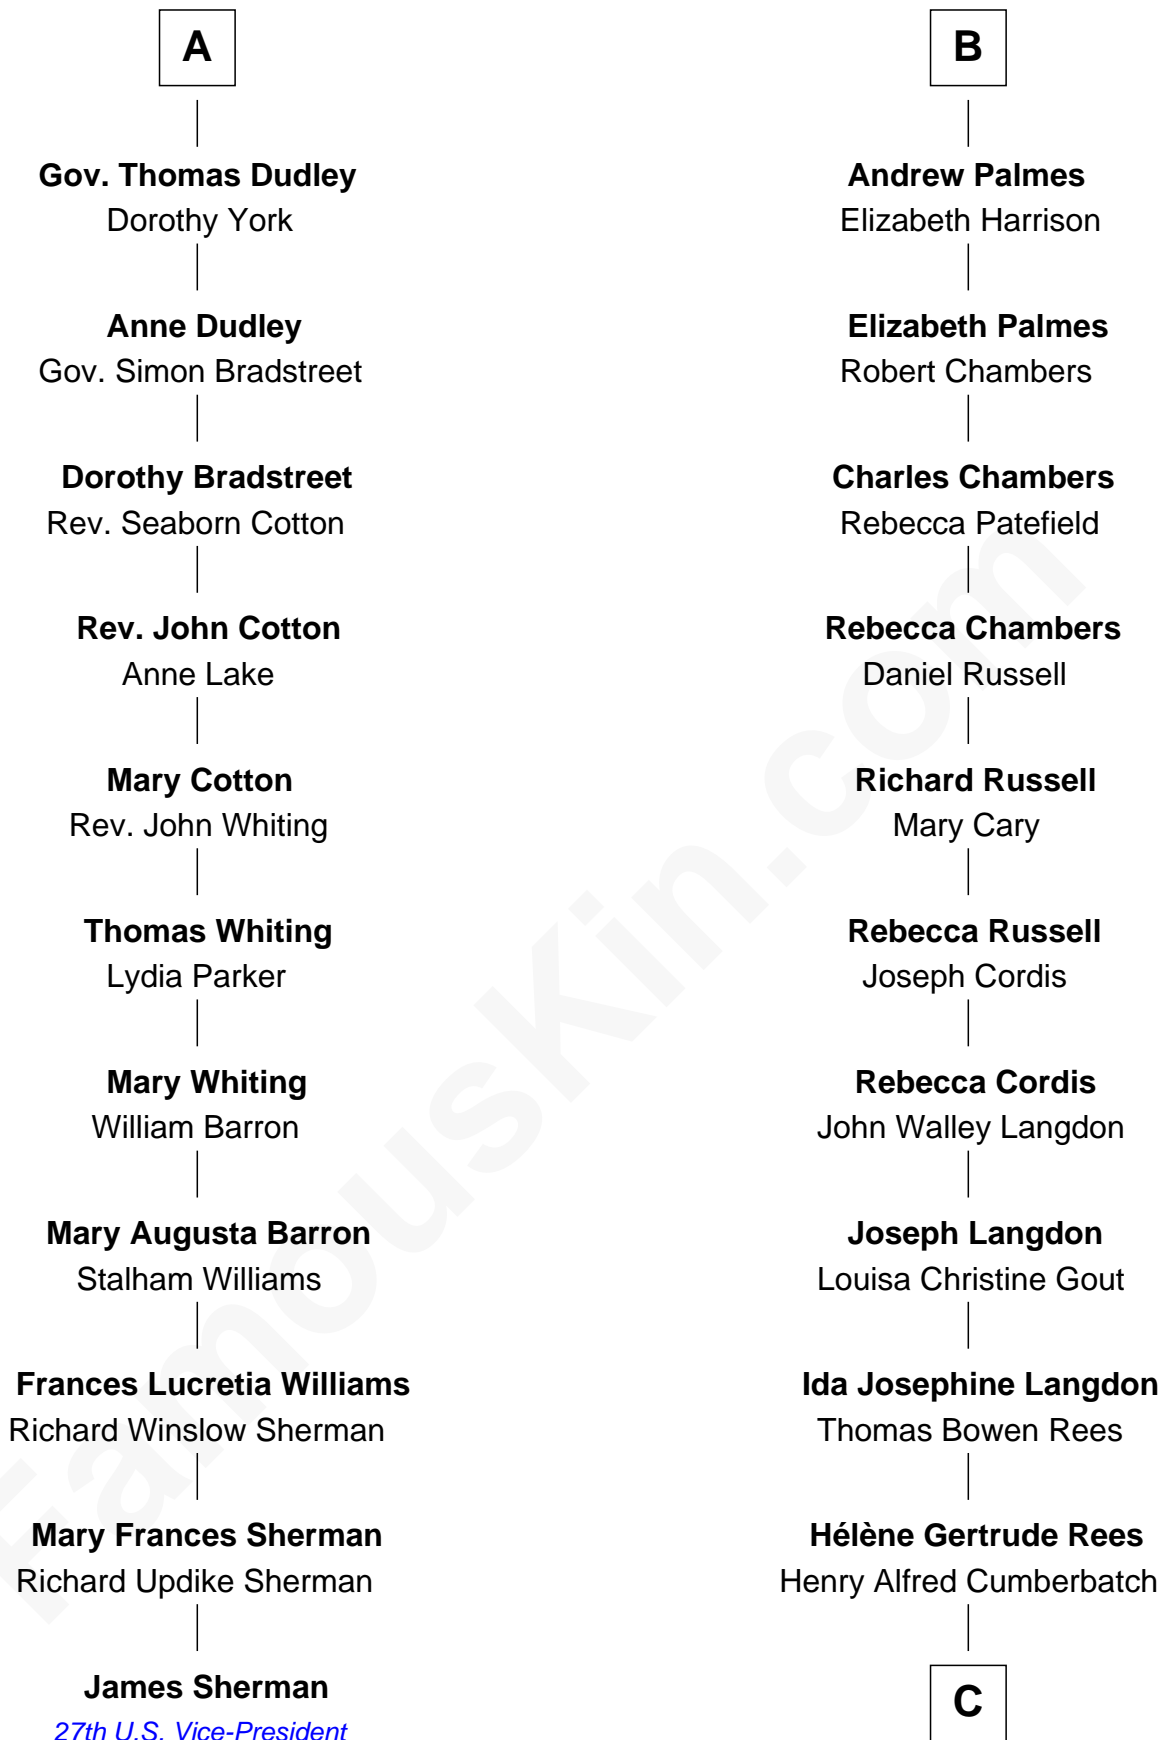 A
Gov. Thomas Dudley
Dorothy York
Anne Dudley
Gov. Simon Bradstreet
Dorothy Bradstreet
Rev. Seaborn Cotton
Rev. John Cotton
Anne Lake
Mary Cotton
Rev. John Whiting
Thomas Whiting
Lydia Parker
Mary Whiting
William Barron
Mary Augusta Barron
Stalham Williams
Frances Lucretia Williams
Richard Winslow Sherman
Mary Frances Sherman
Richard Updike Sherman
James Sherman
27th U.S. Vice-President
B
Andrew Palmes
Elizabeth Harrison
Elizabeth Palmes
Robert Chambers
Charles Chambers
Rebecca Patefield
Rebecca Chambers
Daniel Russell
Richard Russell
Mary Cary
Rebecca Russell
Joseph Cordis
Rebecca Cordis
John Walley Langdon
Joseph Langdon
Louisa Christine Gout
Ida Josephine Langdon
Thomas Bowen Rees
Hélène Gertrude Rees
Henry Alfred Cumberbatch
C
FamousKin.com